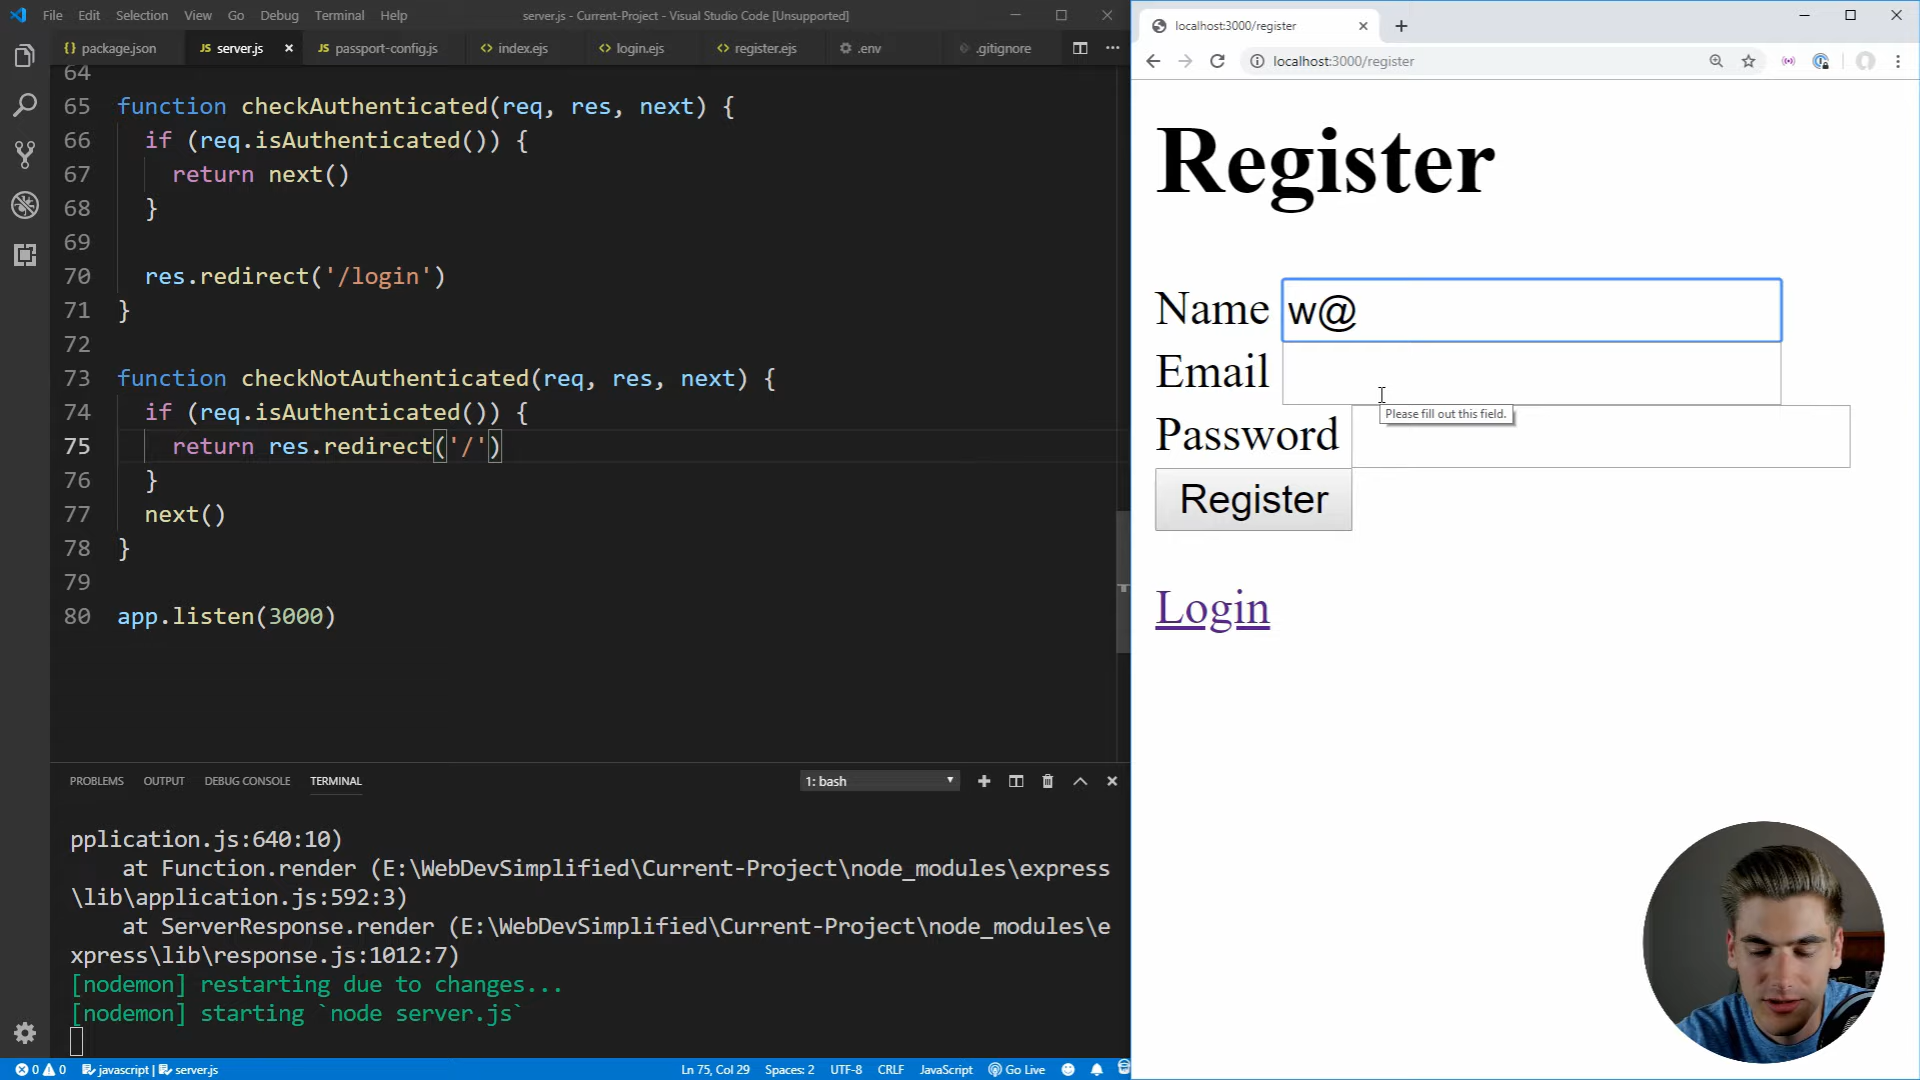 File Edit Selection View Go Debug Terminal Help
server.js - Current-Project - Visual Studio Code [Unsupported]
package.json
JS server.js
JS passport-config.js
index.ejs
login.ejs
register.ejs
.env
.gitignore
64
65 function checkAuthenticated(req, res, next) {
66 if (req.isAuthenticated()) {
67 return next()
68 }
69
70 res.redirect('/login')
71 }
72
73 function checkNotAuthenticated(req, res, next) {
74 if (req.isAuthenticated()) {
75 return res.redirect('/')
76 }
77 next()
78 }
79
80 app.listen(3000)
PROBLEMS OUTPUT DEBUG CONSOLE TERMINAL
1: bash
pplication.js:640:10)
at Function.render (E:\WebDevSimplified\Current-Project\node_modules\express
\lib\application.js:592:3)
at ServerResponse.render (E:\WebDevSimplified\Current-Project\node_modules\e
xpress\lib\response.js:1012:7)
[nodemon] restarting due to changes...
[nodemon] starting `node server.js`
0 0 javascript | server.js
Ln 75, Col 29 Spaces: 2 UTF-8 CRLF JavaScript Go Live
localhost:3000/register
localhost:3000/register
Register
Name w@
Email
Please fill out this field.
Password
Register
Login